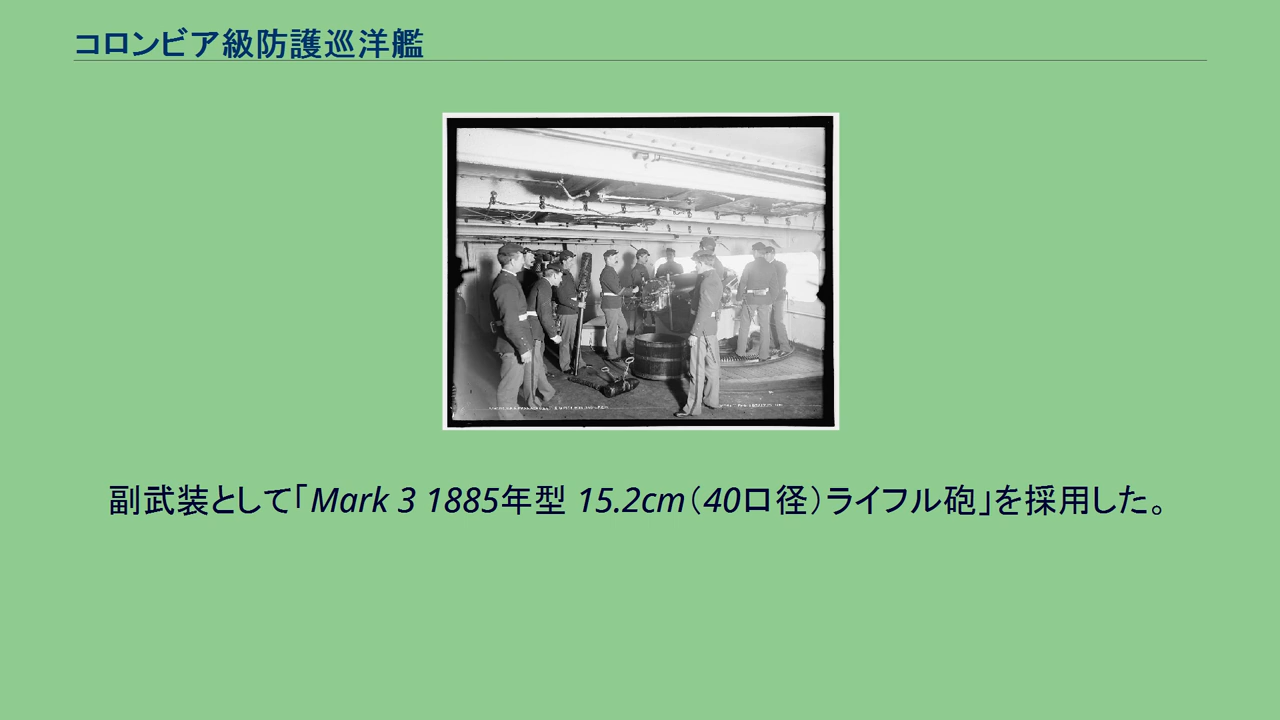 コロンビア級防護巡洋艦
副武装として「Mark 3 1885年型 15.2cm（40口径）ライフル砲」を採用した。